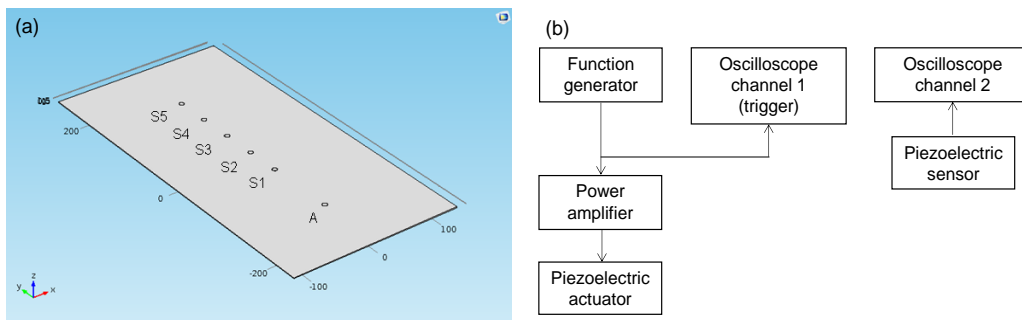 (a)
200
0
-200
-100
0
100
S5
S4
S3
S2
S1
A
z
y
x
(b)
Function
generator
Oscilloscope
channel 1
(trigger)
Oscilloscope
channel 2
Piezoelectric
sensor
Power
amplifier
Piezoelectric
actuator